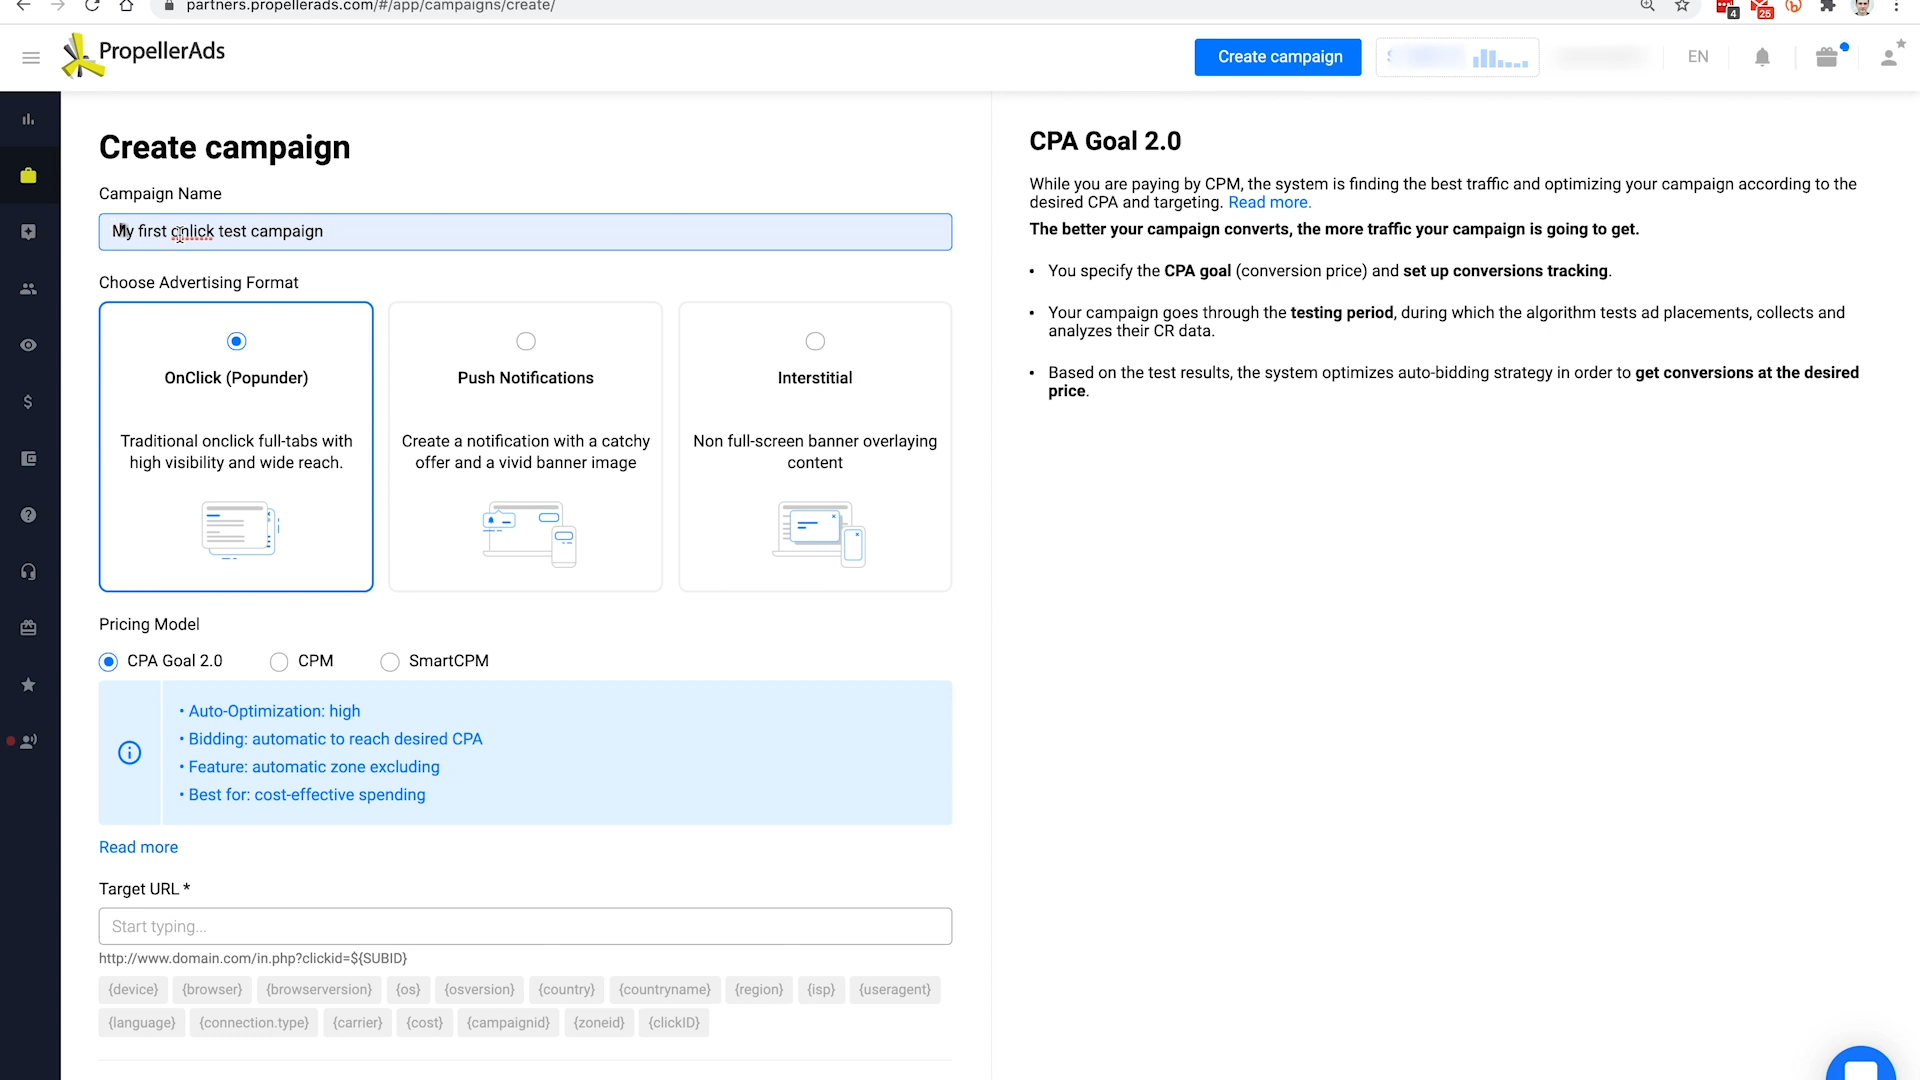 partners.propellerads.com/#/app/campaigns/create/
4
25
PropellerAds
Create campaign
EN
Create campaign
Campaign Name
My first onlick test campaign
Choose Advertising Format
OnClick (Popunder)
Traditional onclick full-tabs with
high visibility and wide reach.
Push Notifications
Create a notification with a catchy
offer and a vivid banner image
Interstitial
Non full-screen banner overlaying
content
Pricing Model
CPA Goal 2.0
CPM
SmartCPM
• Auto-Optimization: high
• Bidding: automatic to reach desired CPA
• Feature: automatic zone excluding
• Best for: cost-effective spending
Read more
Target URL *
Start typing...
http://www.domain.com/in.php?clickid=${SUBID}
{device} {browser} {browserversion} {os} {osversion} {country} {countryname} {region} {isp} {useragent}
{language} {connection.type} {carrier} {cost} {campaignid} {zoneid} {clickID}
CPA Goal 2.0
While you are paying by CPM, the system is finding the best traffic and optimizing your campaign according to the
desired CPA and targeting. Read more.
The better your campaign converts, the more traffic your campaign is going to get.
• You specify the CPA goal (conversion price) and set up conversions tracking.
• Your campaign goes through the testing period, during which the algorithm tests ad placements, collects and
analyzes their CR data.
• Based on the test results, the system optimizes auto-bidding strategy in order to get conversions at the desired
price.